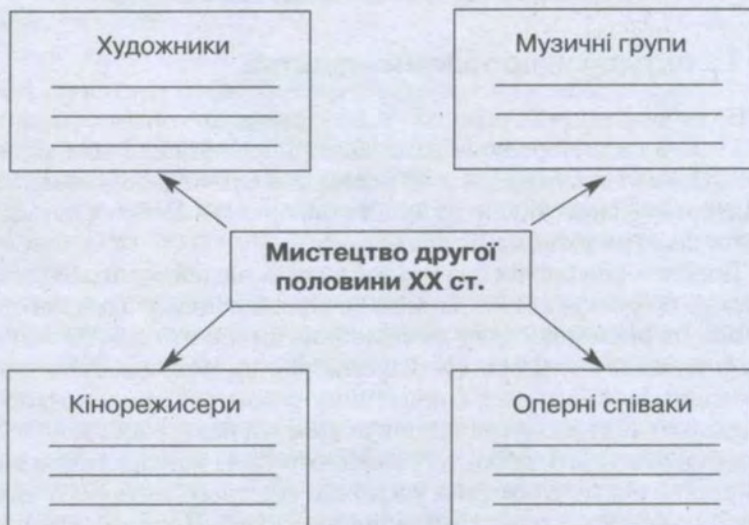 Художники
Музичні групи
Мистецтво другої
половини ХХ ст.
Кінорежисери
Оперні співаки